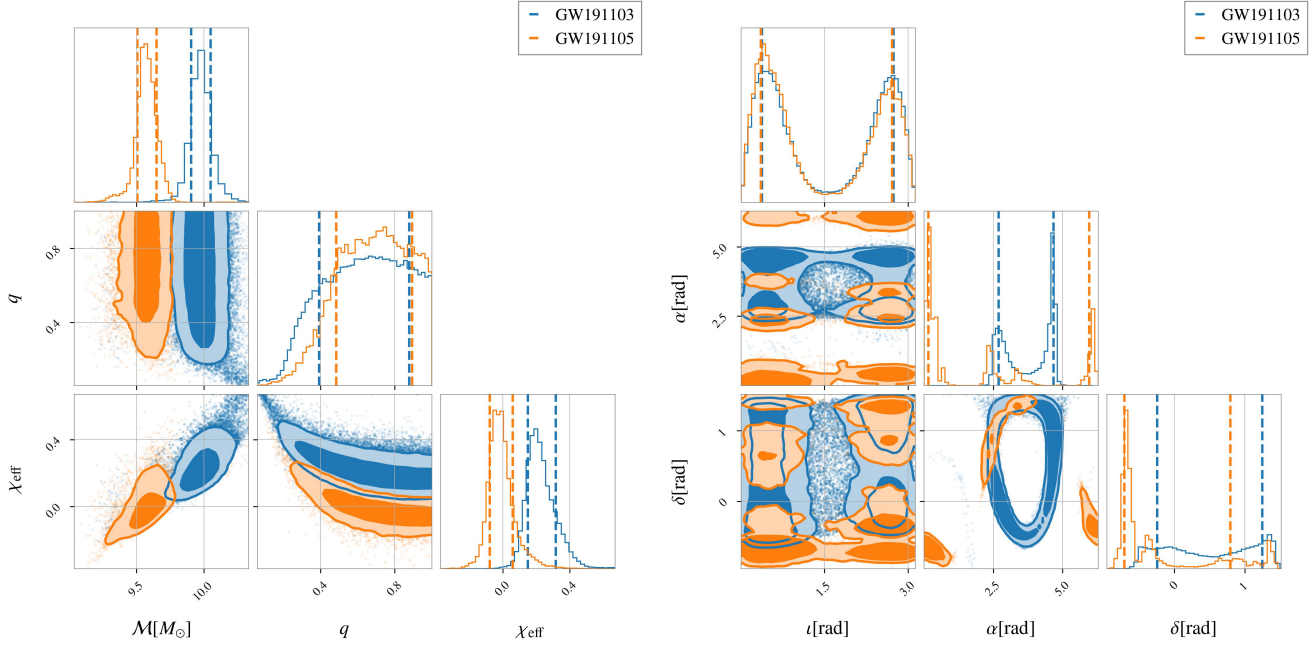 GW191103
GW191105
0.8
0.4
q
0.4
0.0
χeff
9.5
10.0
0.4
0.8
0.0
0.4
ℳ[M⊙]
q
χeff
GW191103
GW191105
5.0
2.5
α[rad]
1
0
δ[rad]
1.5
3.0
2.5
5.0
0
1
ι[rad]
α[rad]
δ[rad]